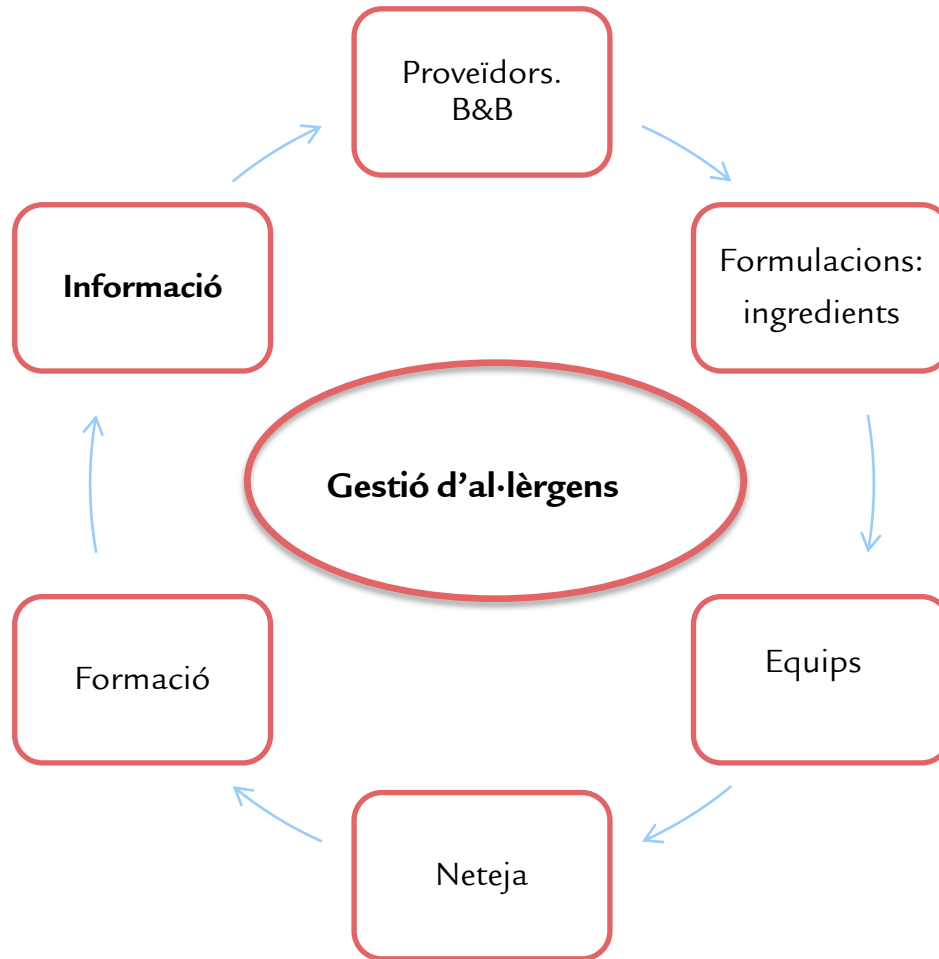 Proveïdors.
B&B
Formulacions:
ingredients
Equips
Neteja
Formació
Informació
Gestió d’al·lèrgens